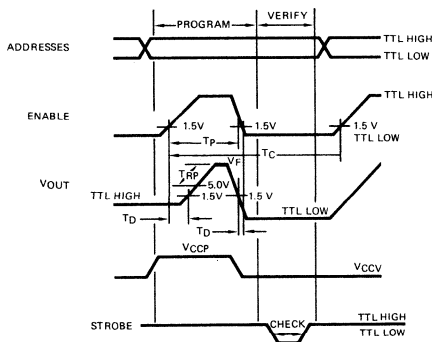 PROGRAM
VERIFY
ADDRESSES
TTL HIGH
TTL LOW
ENABLE
TTL HIGH
1.5V
1.5V
1.5 V
TTL LOW
TP
TC
VOUT
TTL HIGH
TRP
VF
5.0V
1.5V
1.5 V
TTL LOW
TD
TD
VCCP
VCCV
STROBE
CHECK
TTL HIGH
TTL LOW